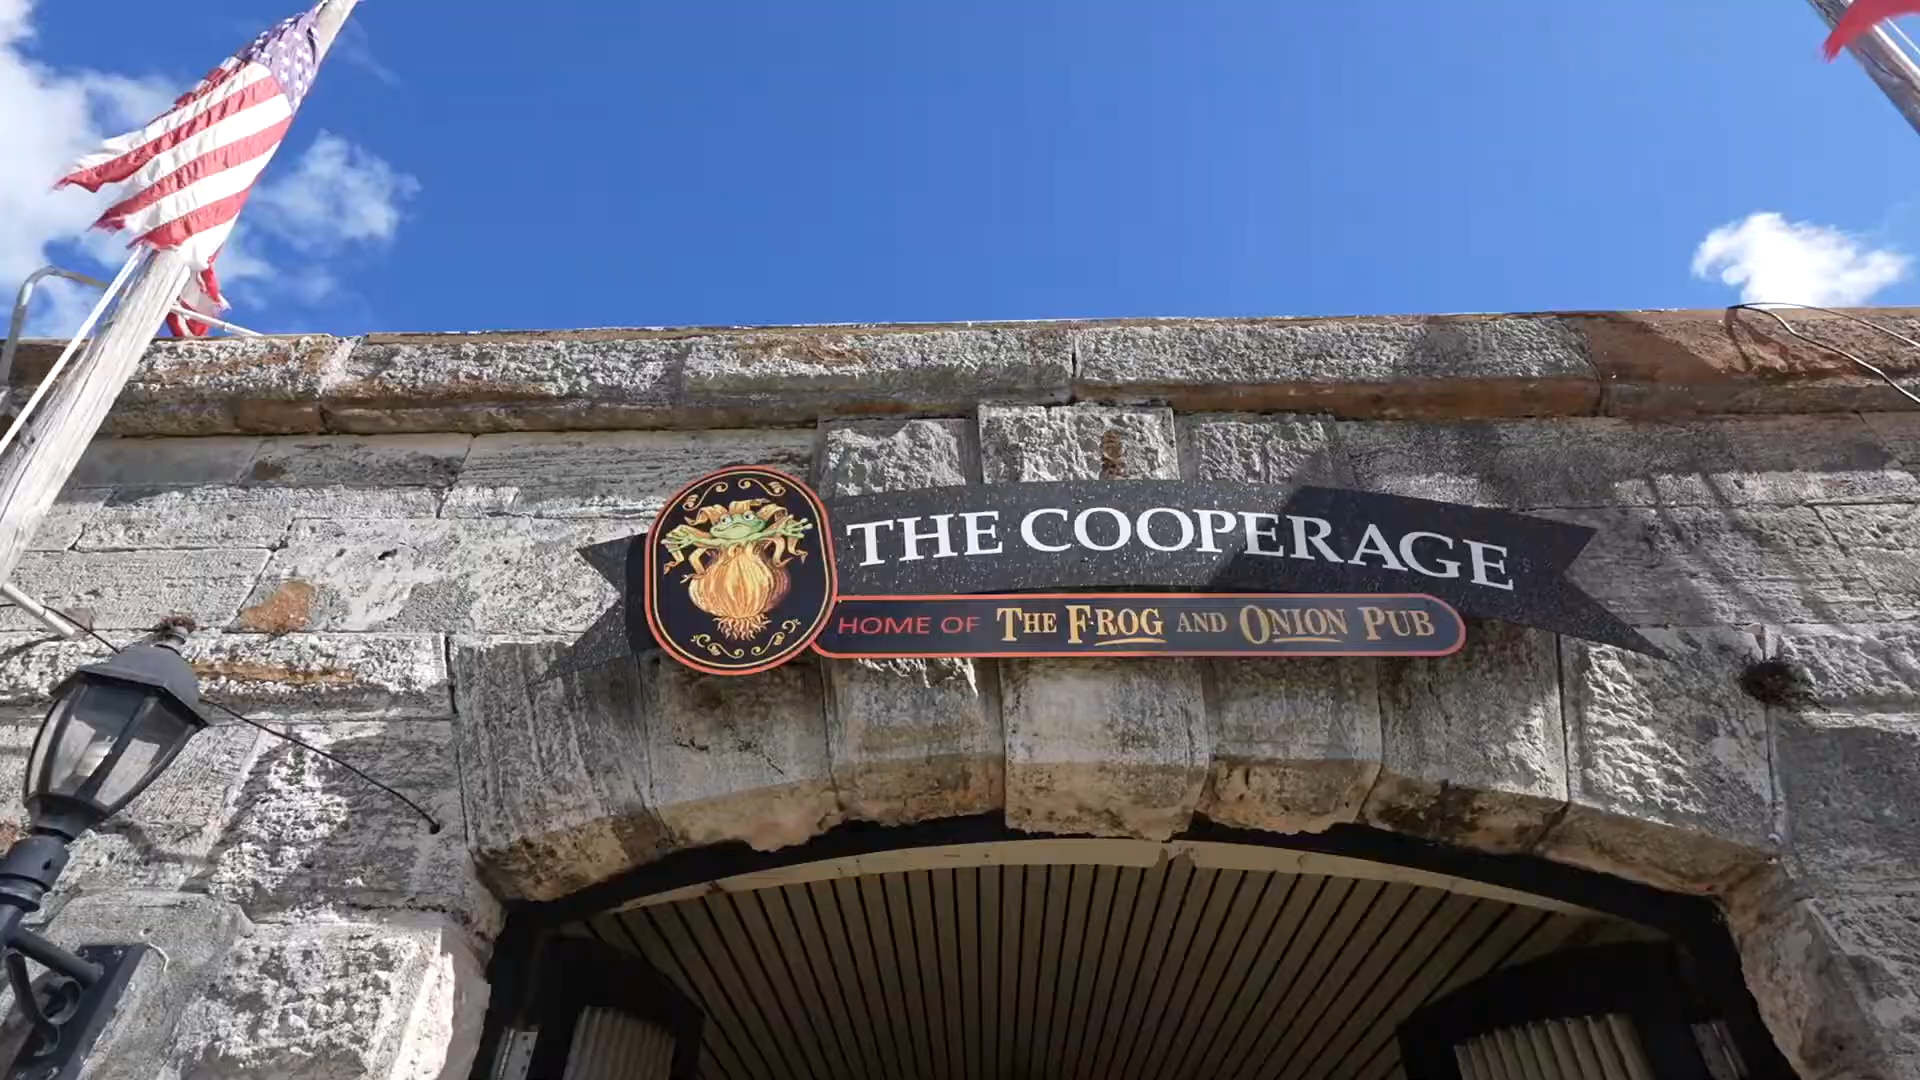 THE COOPERAGE
HOME OF THE FROG AND ONION PUB